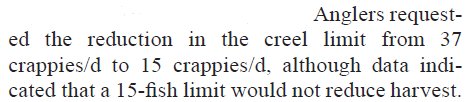 Anglers request-
ed the reduction in the creel limit from 37
crappies/d to 15 crappies/d, although data indi-
cated that a 15-fish limit would not reduce harvest.